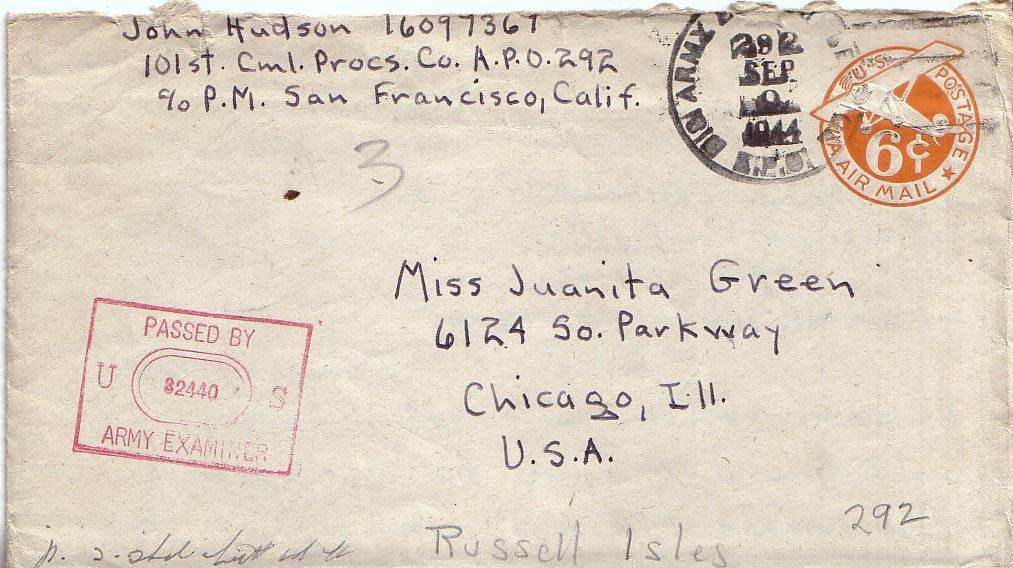 John Hudson 16097367
101st. Cml. Procs. Co. A.P.O. 292
c/o P.M. San Francisco, Calif.
ARMY
292
SEP
1944
U.S. POSTAGE
6¢
VIA AIR MAIL
3
Miss Juanita Green
6124 So. Parkway
Chicago, Ill.
U.S.A.
PASSED BY
U 32440 S
ARMY EXAMINER
292
Russell Isles